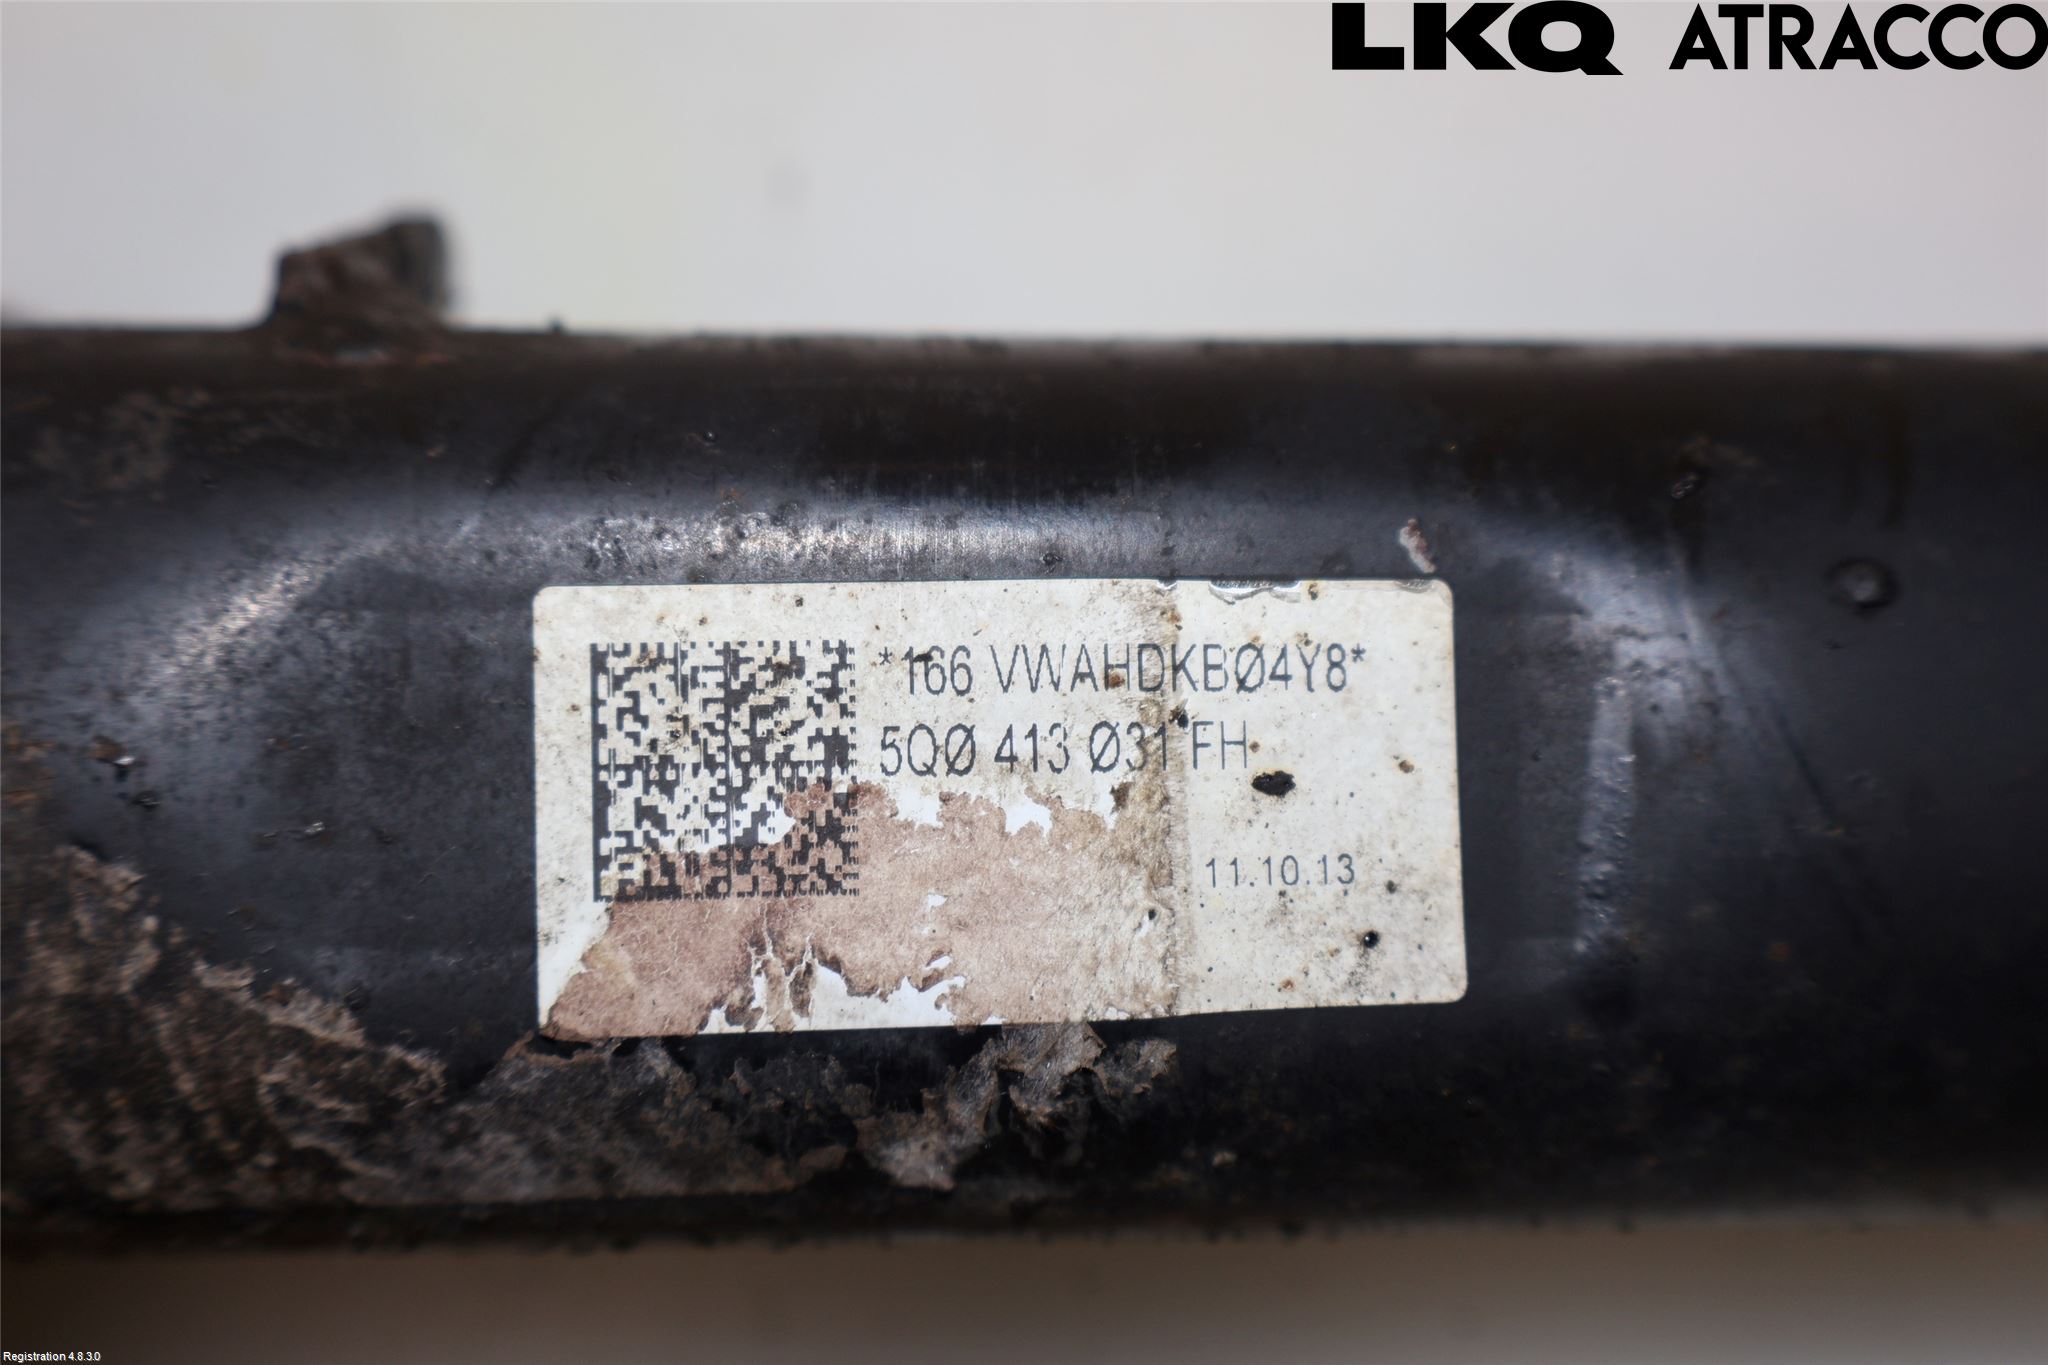 LKQ ATRACCO
*166 VWAHDKBØ4Y8*
5QØ 413 Ø31 FH
11.10.13
Registration 4.8.3.0